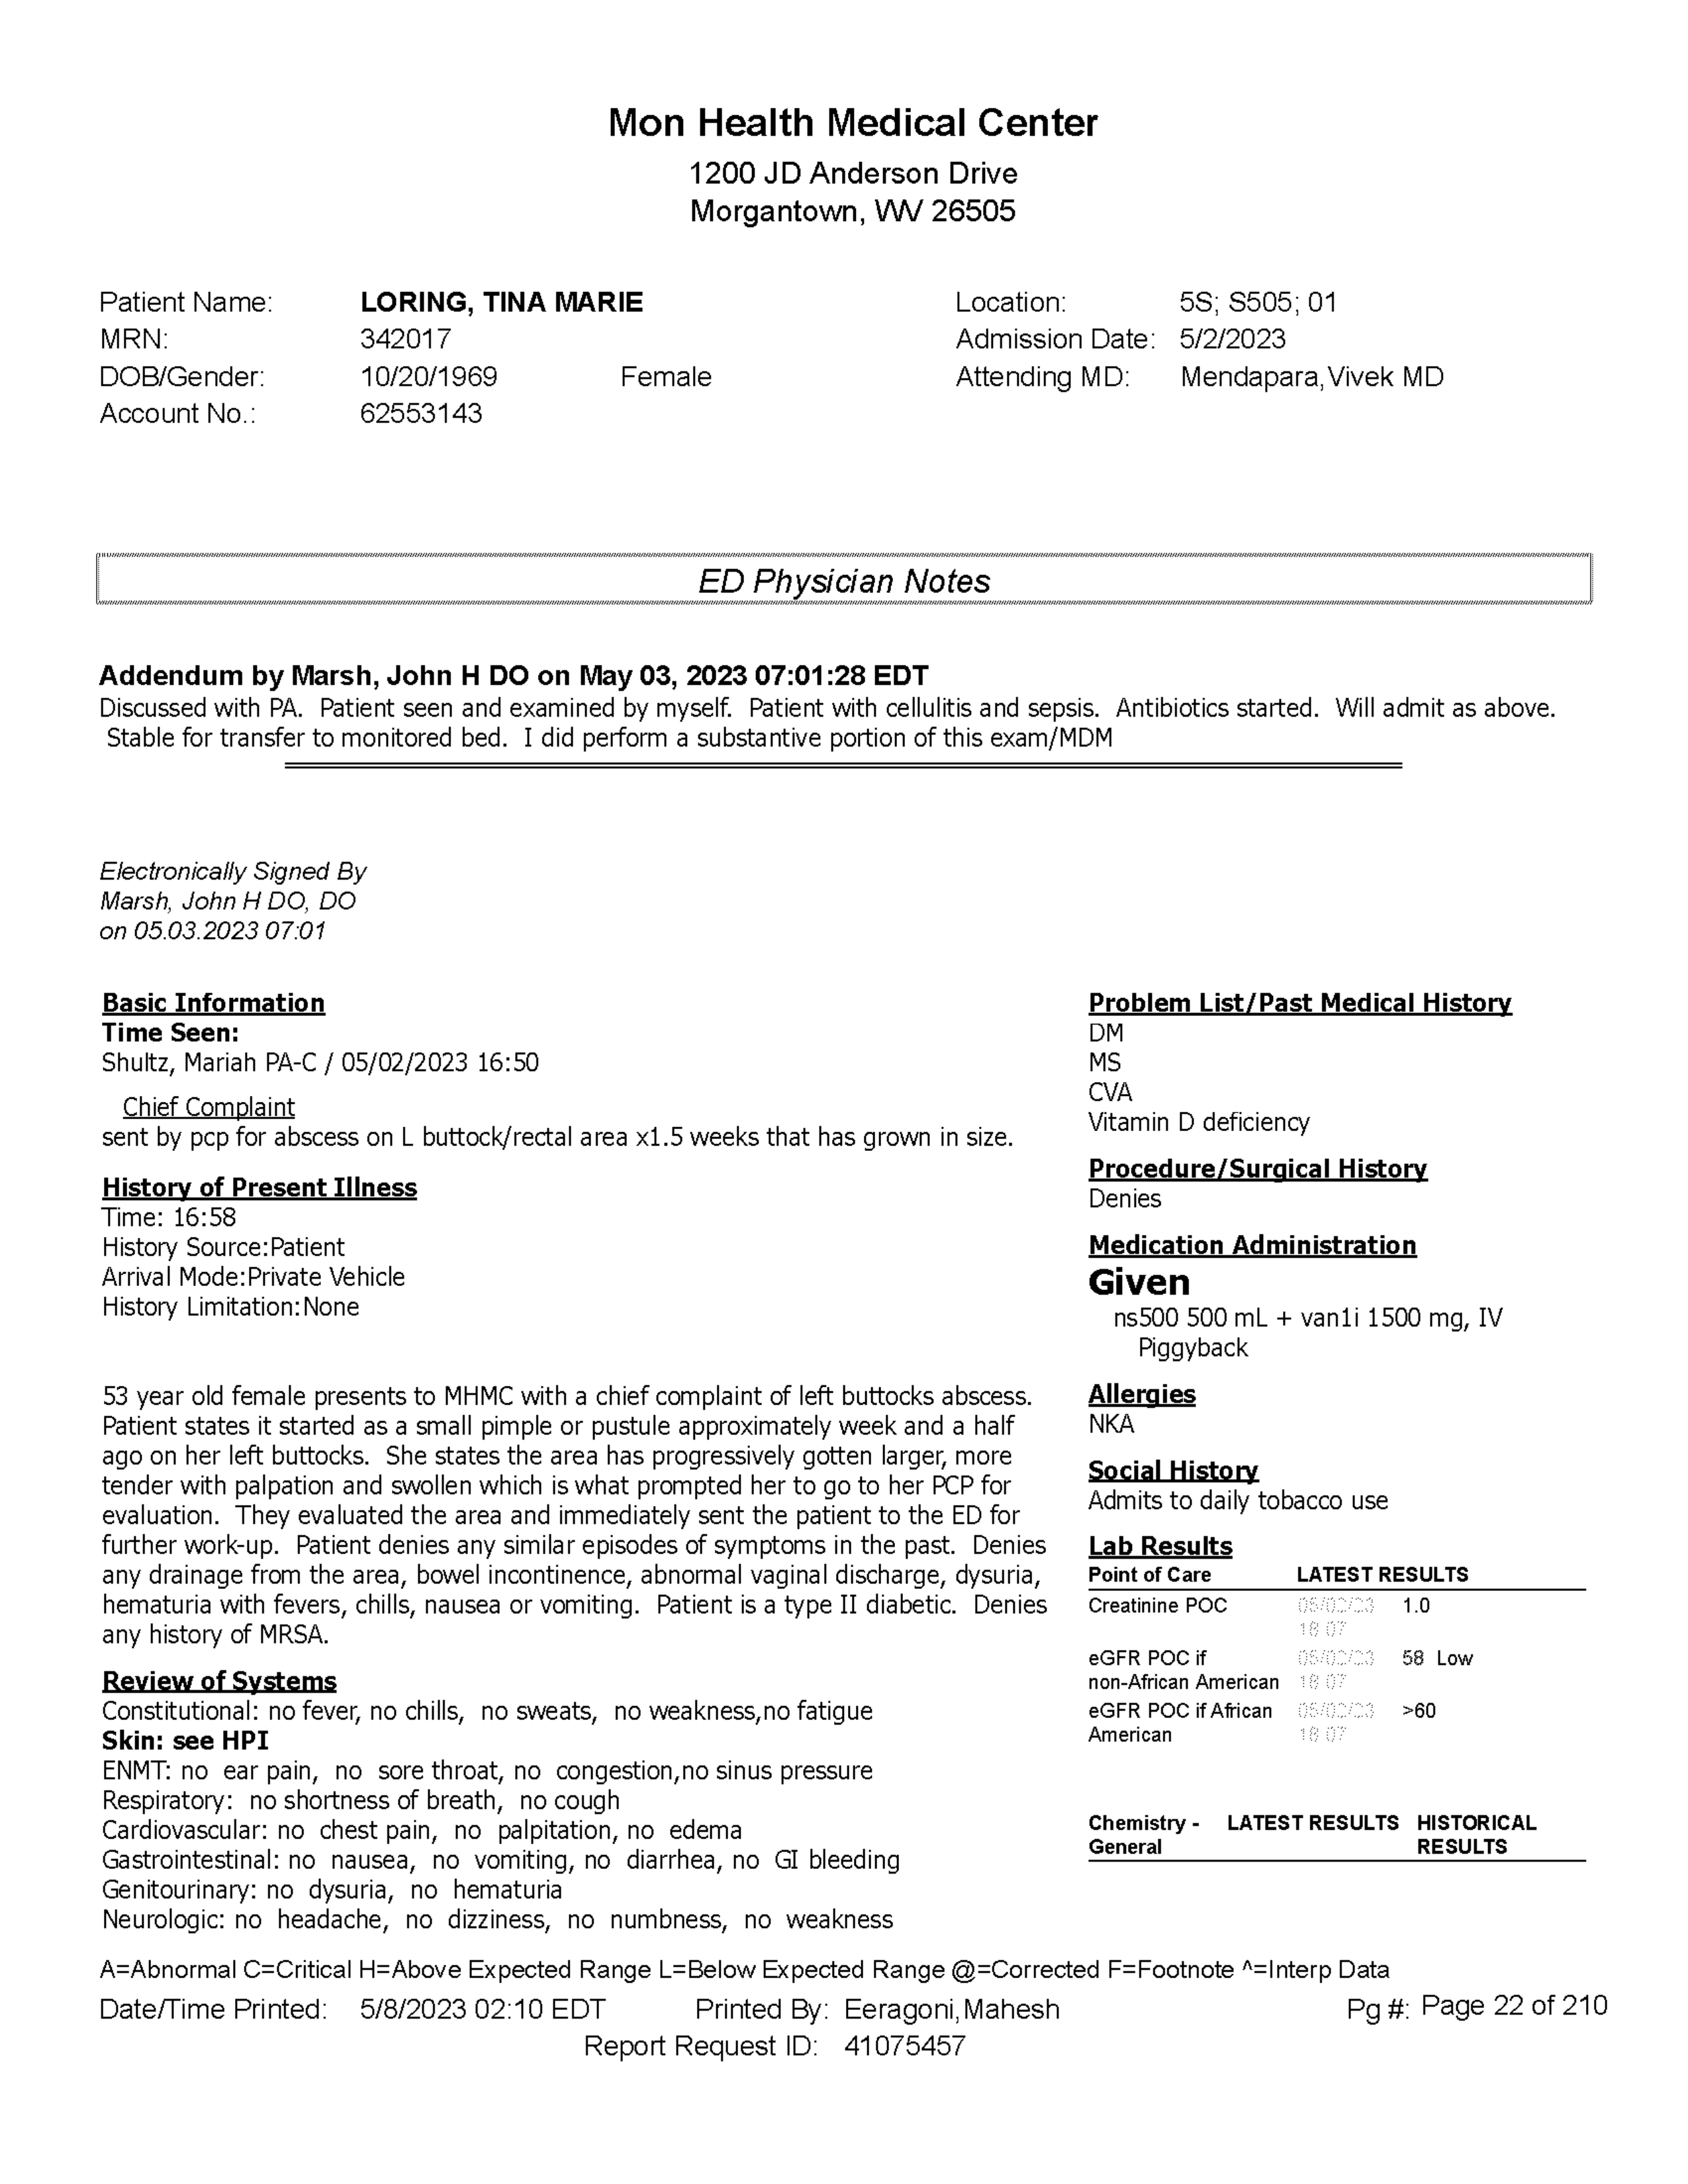 Mon Health Medical Center
1200 JD Anderson Drive
Morgantown, WV 26505
Patient Name: LORING, TINA MARIE Location: 5S; S505; 01
MRN: 342017 Admission Date: 5/2/2023
DOB/Gender: 10/20/1969 Female Attending MD: Mendapara,Vivek MD
Account No.: 62553143
ED Physician Notes
Addendum by Marsh, John H DO on May 03, 2023 07:01:28 EDT
Discussed with PA. Patient seen and examined by myself. Patient with cellulitis and sepsis. Antibiotics started. Will admit as above.
Stable for transfer to monitored bed. I did perform a substantive portion of this exam/MDM
Electronically Signed By
Marsh, John H DO, DO
on 05.03.2023 07:01
Basic Information
Time Seen:
Shultz, Mariah PA-C / 05/02/2023 16:50
Chief Complaint
sent by pcp for abscess on L buttock/rectal area x1.5 weeks that has grown in size.
History of Present Illness
Time: 16:58
History Source:Patient
Arrival Mode:Private Vehicle
History Limitation:None
53 year old female presents to MHMC with a chief complaint of left buttocks abscess.
Patient states it started as a small pimple or pustule approximately week and a half
ago on her left buttocks. She states the area has progressively gotten larger, more
tender with palpation and swollen which is what prompted her to go to her PCP for
evaluation. They evaluated the area and immediately sent the patient to the ED for
further work-up. Patient denies any similar episodes of symptoms in the past. Denies
any drainage from the area, bowel incontinence, abnormal vaginal discharge, dysuria,
hematuria with fevers, chills, nausea or vomiting. Patient is a type II diabetic. Denies
any history of MRSA.
Review of Systems
Constitutional: no fever, no chills, no sweats, no weakness,no fatigue
Skin: see HPI
ENMT: no ear pain, no sore throat, no congestion,no sinus pressure
Respiratory: no shortness of breath, no cough
Cardiovascular: no chest pain, no palpitation, no edema
Gastrointestinal: no nausea, no vomiting, no diarrhea, no GI bleeding
Genitourinary: no dysuria, no hematuria
Neurologic: no headache, no dizziness, no numbness, no weakness
Problem List/Past Medical History
DM
MS
CVA
Vitamin D deficiency
Procedure/Surgical History
Denies
Medication Administration
Given
ns500 500 mL + van1i 1500 mg, IV
Piggyback
Allergies
NKA
Social History
Admits to daily tobacco use
Lab Results
Point of Care LATEST RESULTS
Creatinine POC 05/02/23 1.0
18:07
eGFR POC if 05/02/23 58 Low
non-African American 18:07
eGFR POC if African 05/02/23 >60
American 18:07
Chemistry - LATEST RESULTS HISTORICAL
General RESULTS
A=Abnormal C=Critical H=Above Expected Range L=Below Expected Range @=Corrected F=Footnote ^=Interp Data
Date/Time Printed: 5/8/2023 02:10 EDT Printed By: Eeragoni,Mahesh Pg #: Page 22 of 210
Report Request ID: 41075457